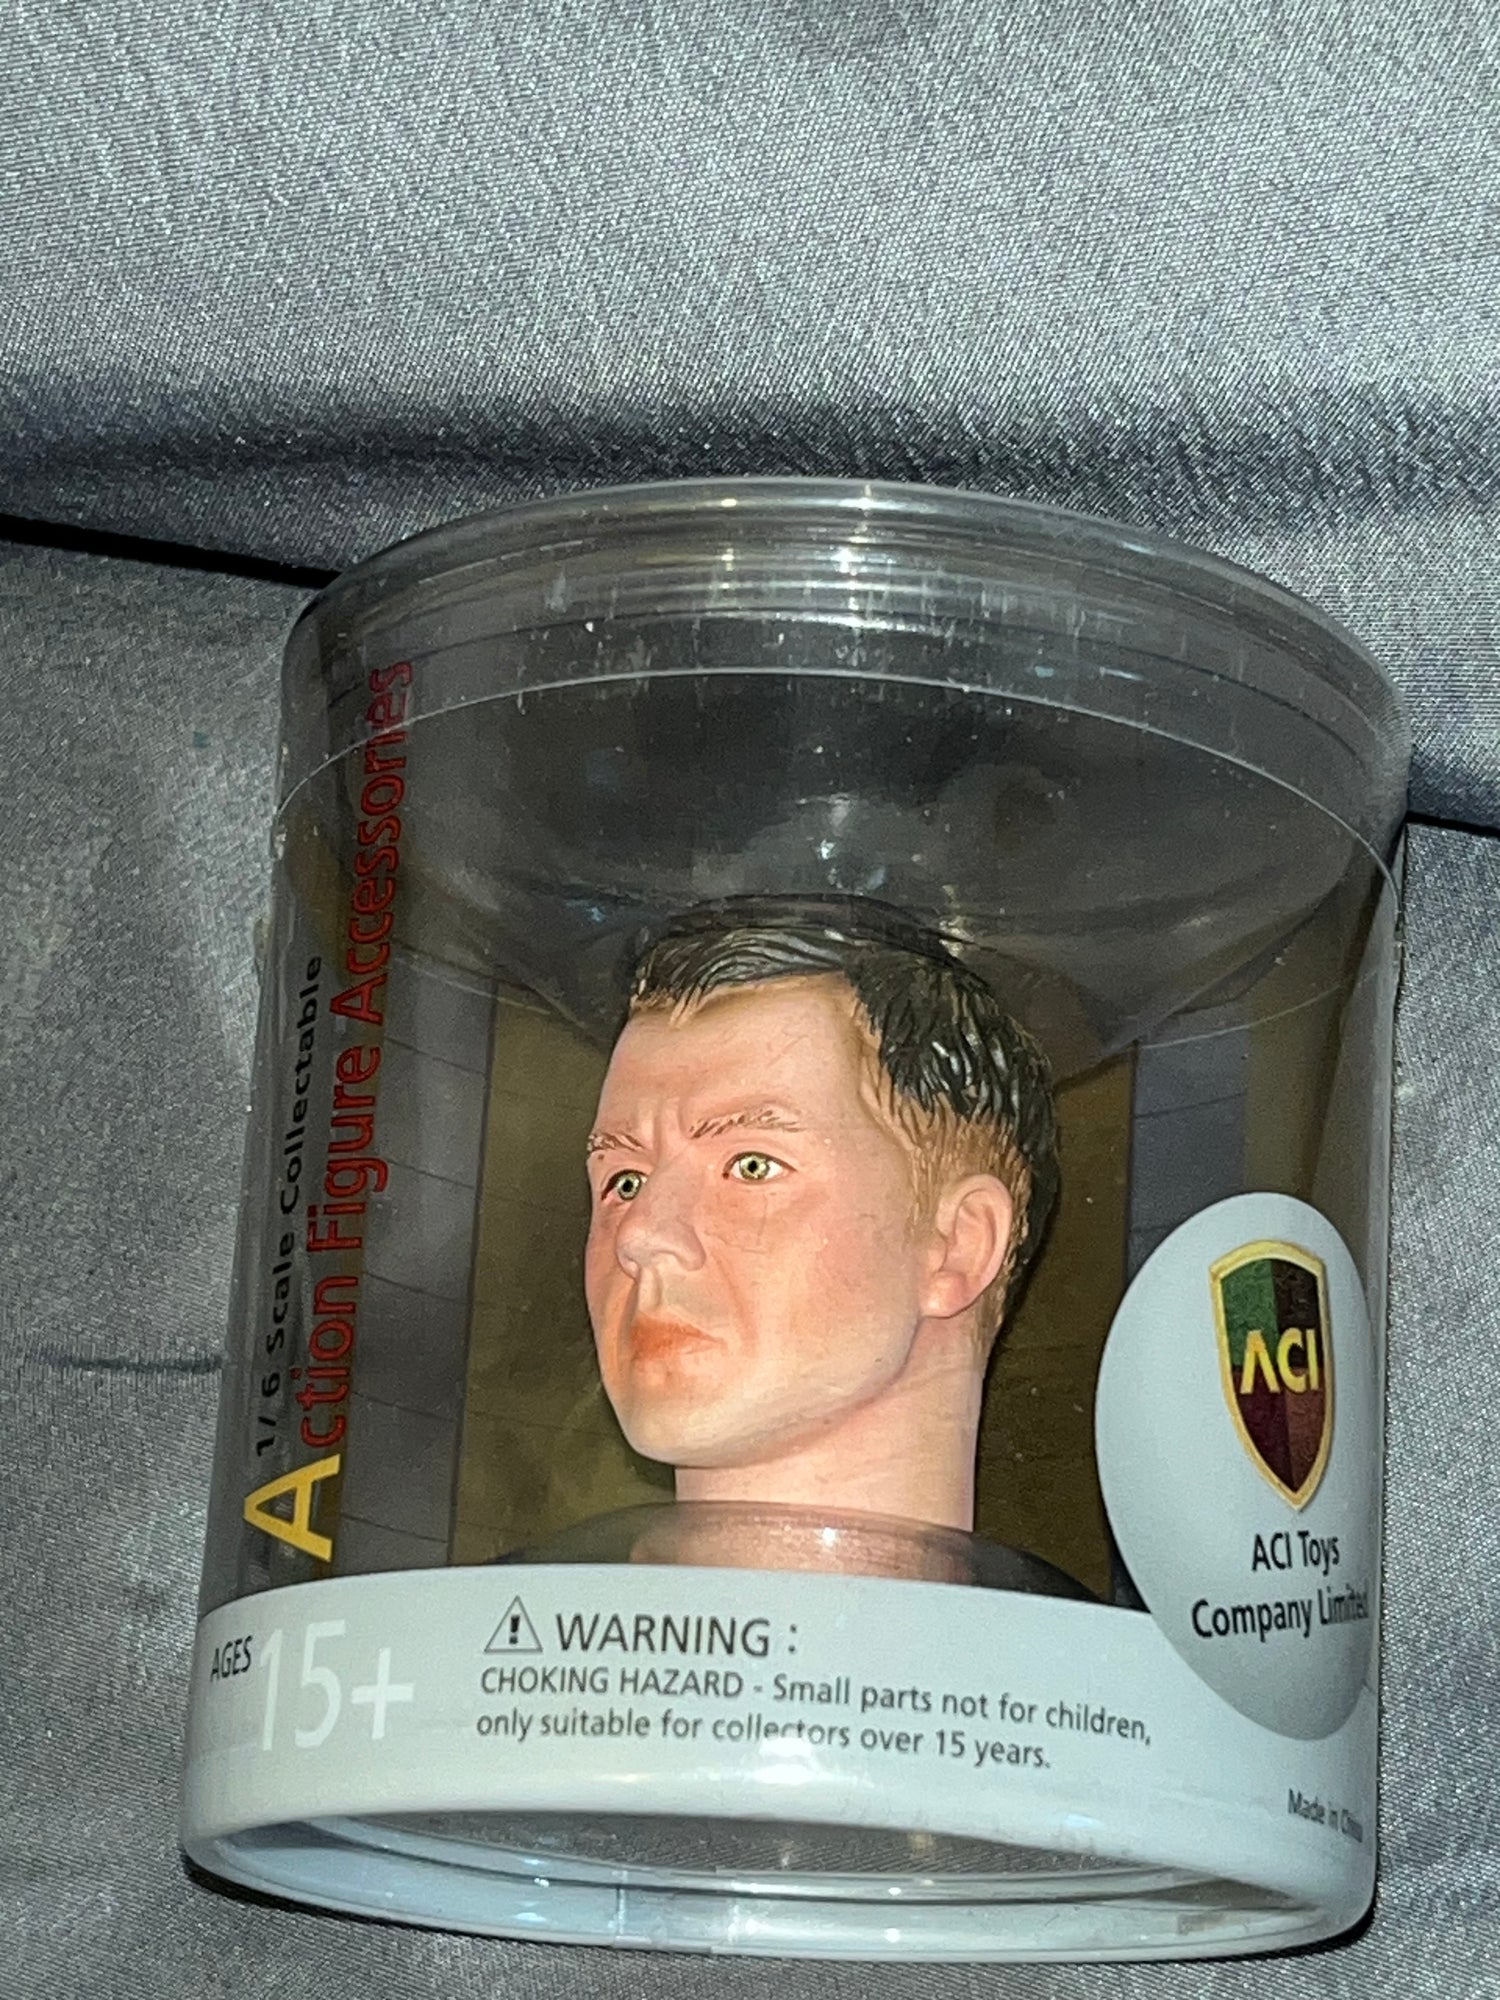 1/6 Scale Collectable
Action Figure Accessories
ACI
ACI Toys
Company Limited
AGES 15+
WARNING :
CHOKING HAZARD - Small parts not for children,
only suitable for collectors over 15 years.
Made in China